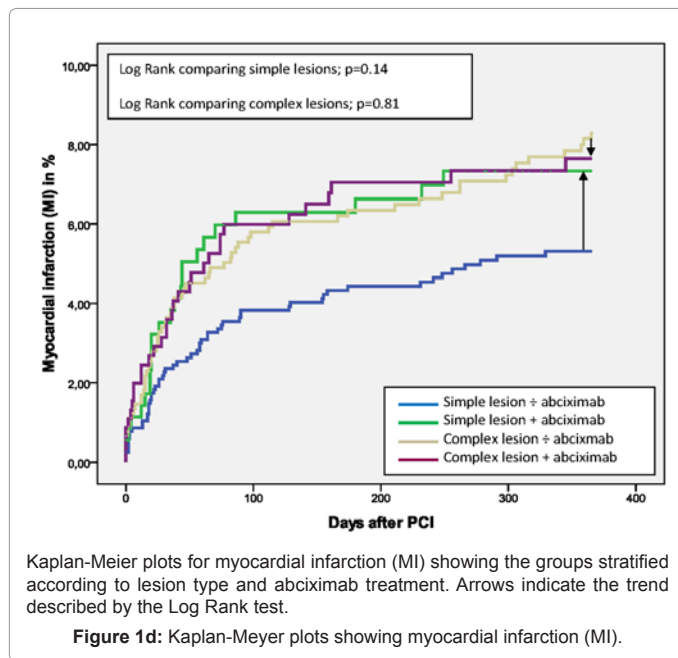 10,00
8,00
6,00
4,00
2,00
0,00
Myocardial infarction (MI) in %
Log Rank comparing simple lesions; p=0.14
Log Rank comparing complex lesions; p=0.81
Simple lesion ÷ abciximab
Simple lesion + abciximab
Complex lesion ÷ abcixmab
Complex lesion + abciximab
0 100 200 300 400
Days after PCI
Kaplan-Meier plots for myocardial infarction (MI) showing the groups stratified
according to lesion type and abciximab treatment. Arrows indicate the trend
described by the Log Rank test.
Figure 1d: Kaplan-Meyer plots showing myocardial infarction (MI).